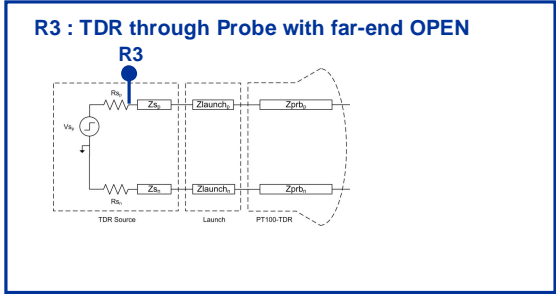 R3 : TDR through Probe with far-end OPEN
R3
Rsₚ
Zsₚ
Zlaunchₚ
Zprbₚ
Vsₚ
Zsₙ
Zlaunchₙ
Zprbₙ
Rsₙ
TDR Source
Launch
PT100-TDR